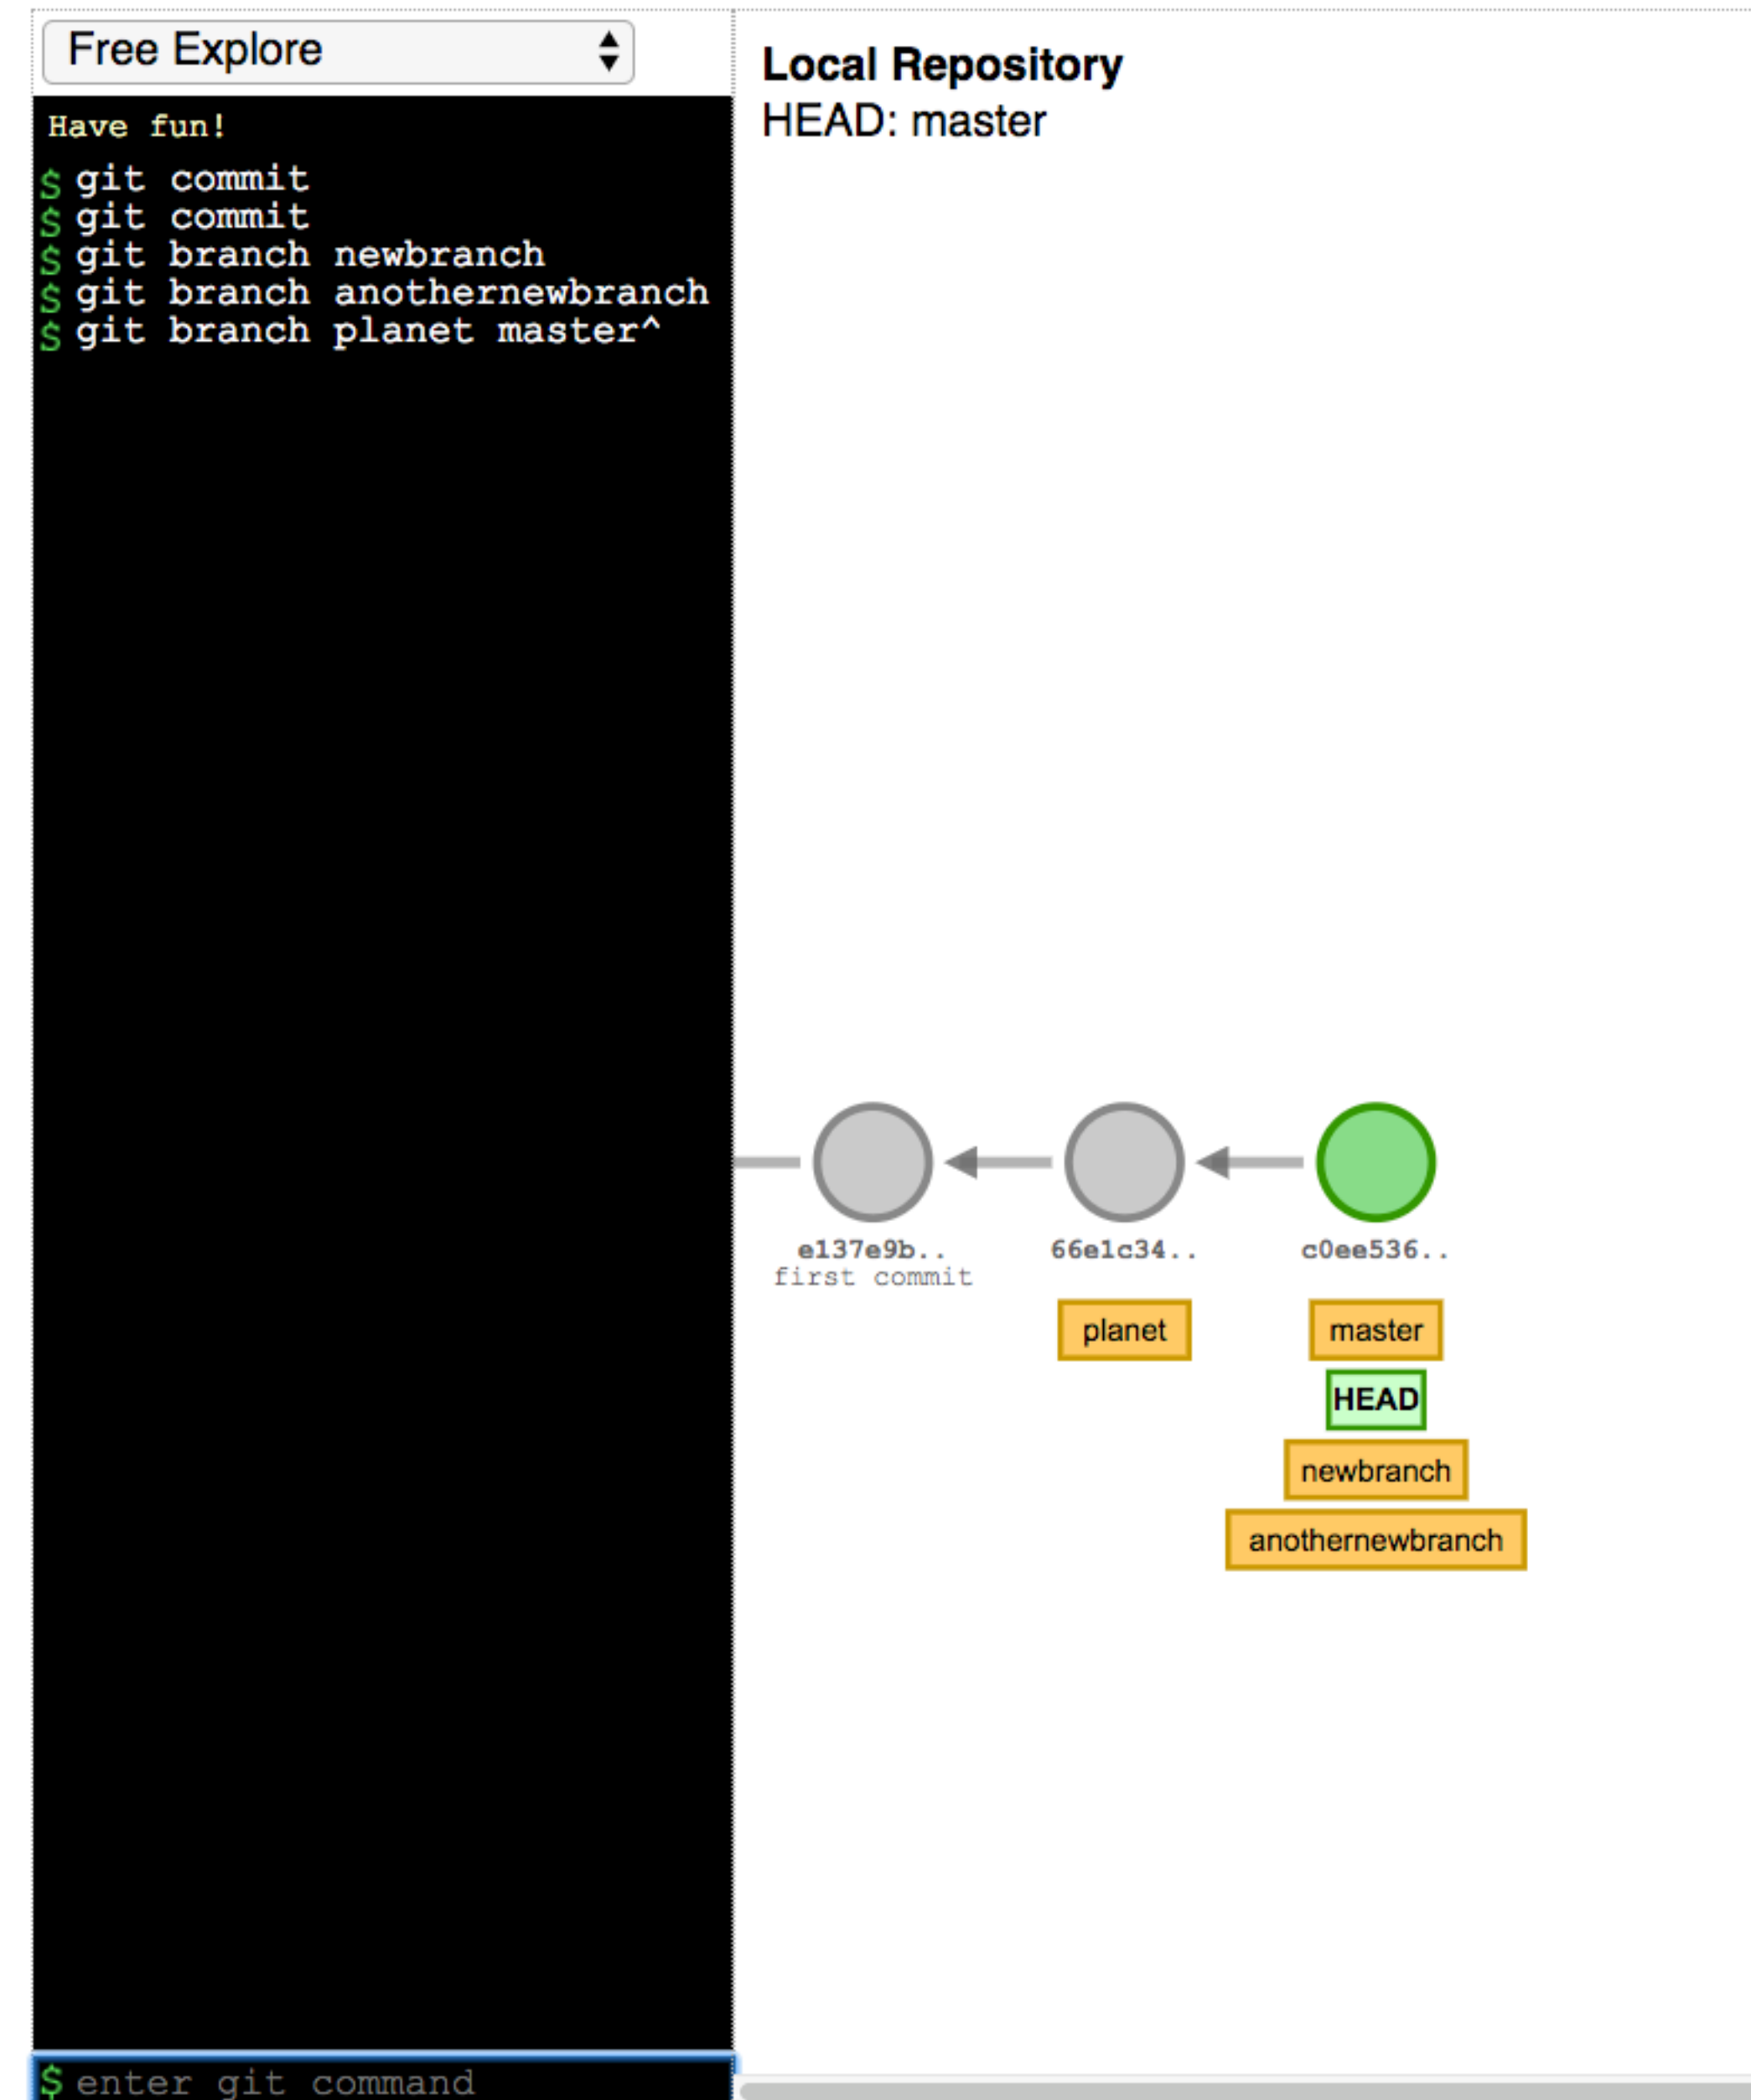 Free Explore
Have fun!
$ git commit
$ git commit
$ git branch newbranch
$ git branch anothernewbranch
$ git branch planet master^
$ enter git command
Local Repository
HEAD: master
e137e9b.. 66e1c34.. c0ee536..
first commit
planet master
HEAD
newbranch
anothernewbranch